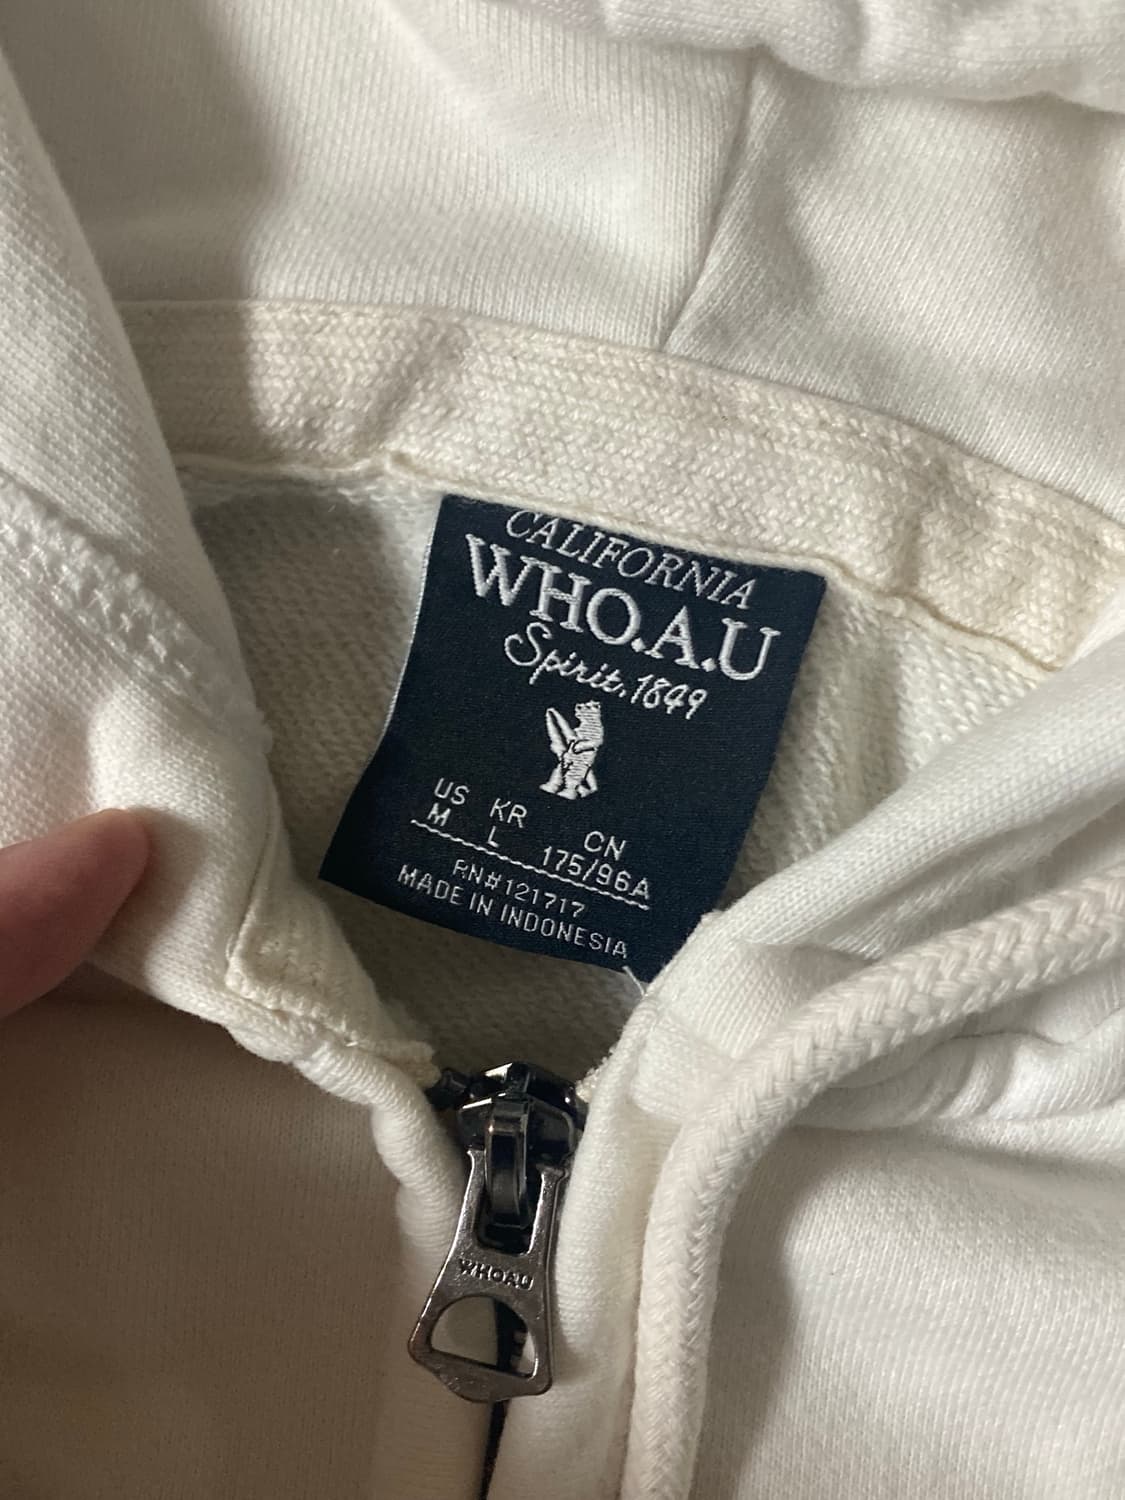 CALIFORNIA
WHO.A.U
Spirit.1849
US KR CN
M L 175/96A
RN#121717
MADE IN INDONESIA
WHOAU